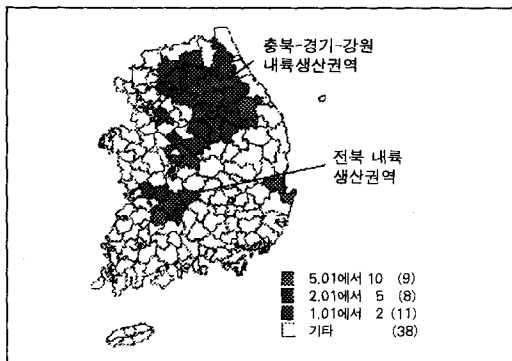 충북-경기-강원
내륙생산권역
전북 내륙
생산권역
5.01에서 10 (9)
2.01에서 5 (8)
1.01에서 2 (11)
기타 (38)